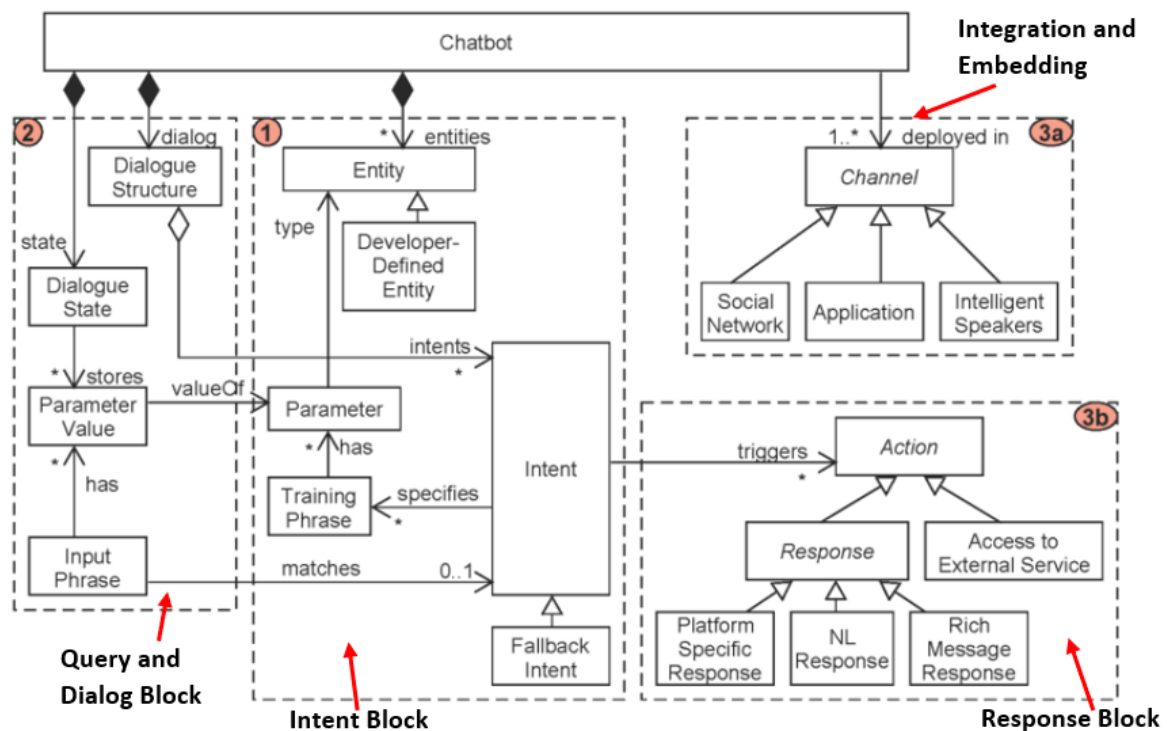 Chatbot
Integration and
Embedding
2
dialog
Dialogue
Structure
state
Dialogue
State
* stores
Parameter
Value
*
has
Input
Phrase
Query and
Dialog Block
1
* entities
Entity
type
Developer-
Defined
Entity
intents
*
valueOf
Parameter
* has
Training
Phrase
specifies
*
Intent
matches
0..1
Fallback
Intent
Intent Block
3a
1..* deployed in
Channel
Social
Network
Application
Intelligent
Speakers
3b
triggers
*
Action
Response
Access to
External Service
Platform
Specific
Response
NL
Response
Rich
Message
Response
Response Block